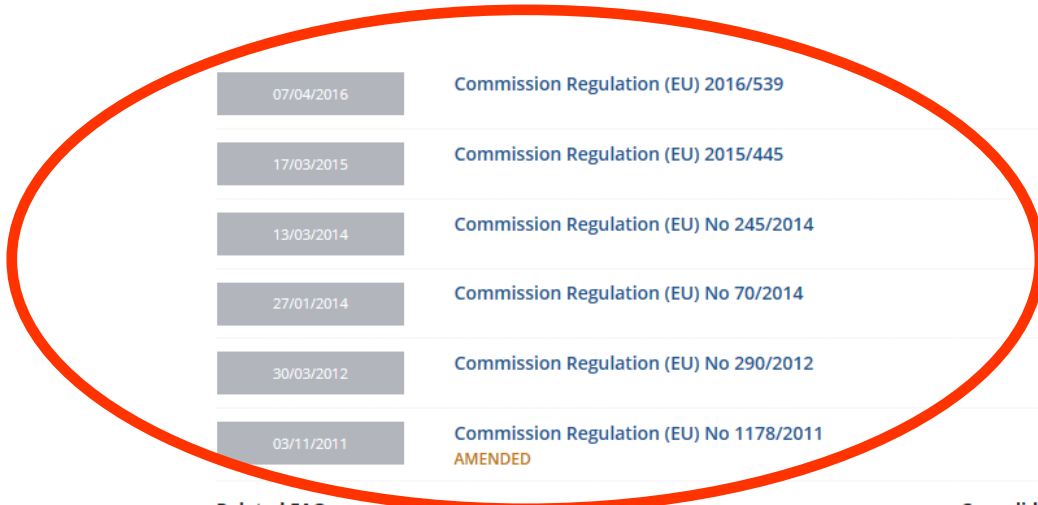 07/04/2016 Commission Regulation (EU) 2016/539
17/03/2015 Commission Regulation (EU) 2015/445
13/03/2014 Commission Regulation (EU) No 245/2014
27/01/2014 Commission Regulation (EU) No 70/2014
30/03/2012 Commission Regulation (EU) No 290/2012
03/11/2011 Commission Regulation (EU) No 1178/2011
AMENDED